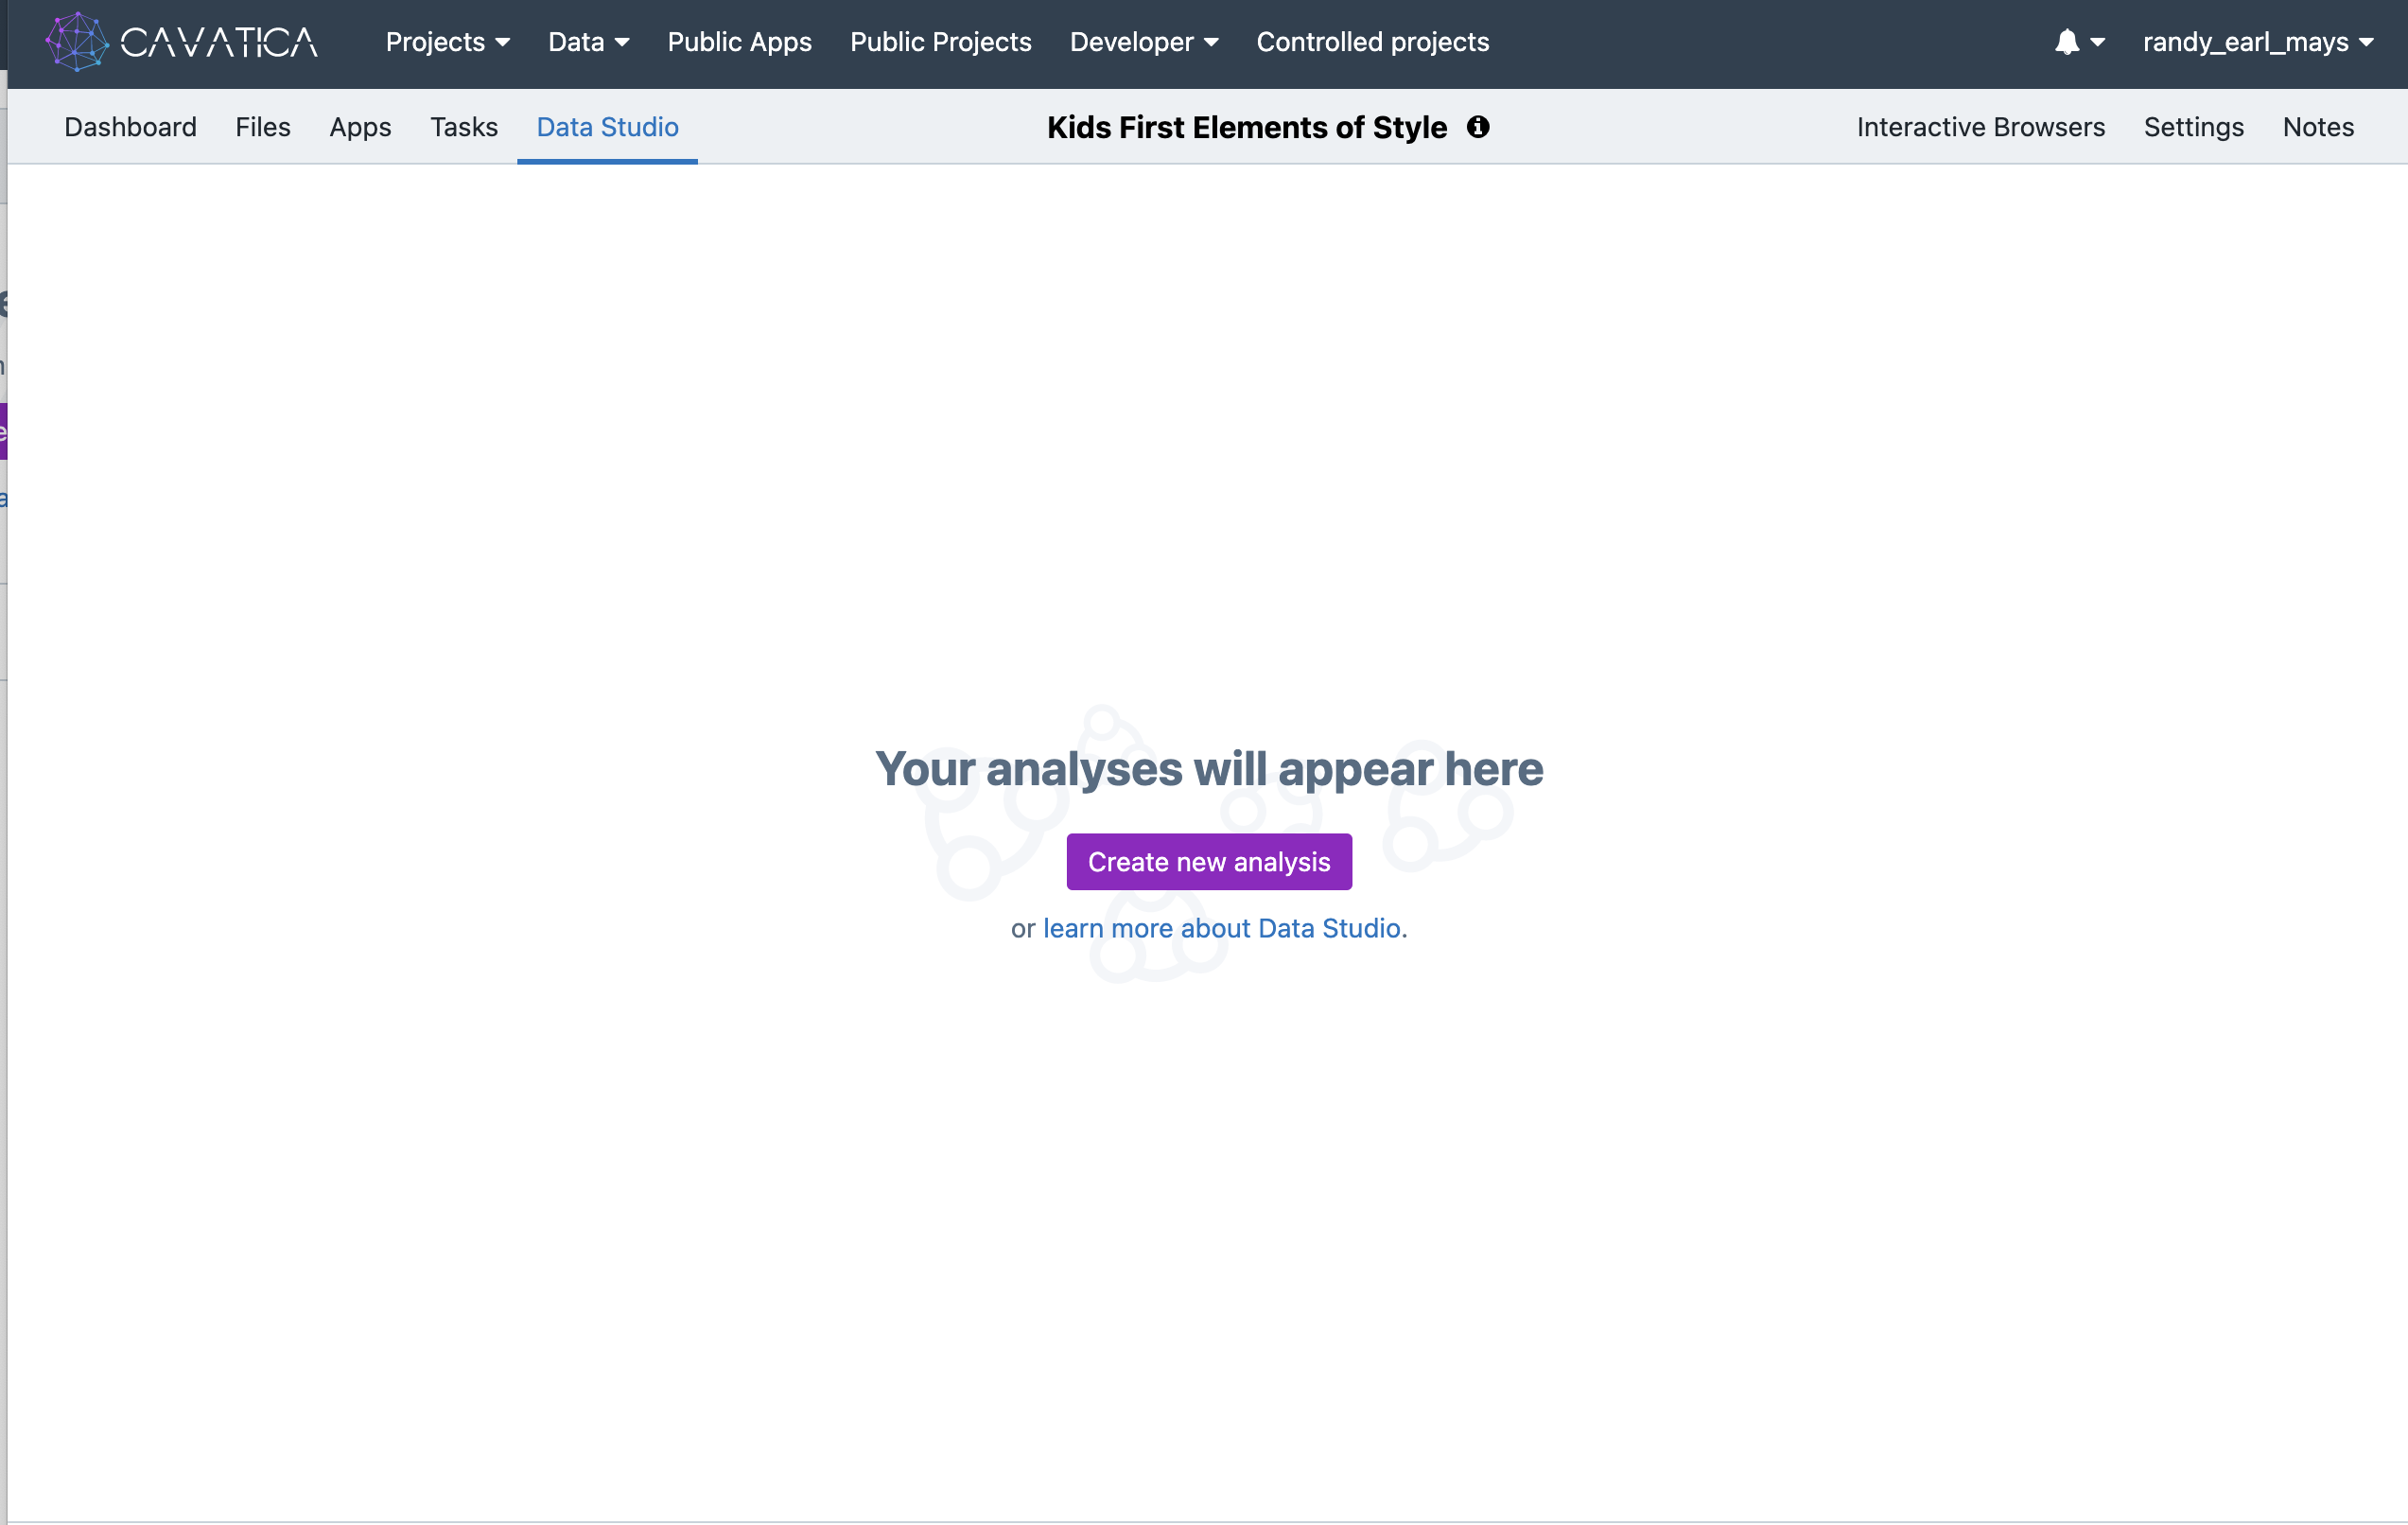 CAVATICA Projects Data Public Apps Public Projects Developer Controlled projects randy_earl_mays
Dashboard Files Apps Tasks Data Studio Kids First Elements of Style Interactive Browsers Settings Notes
Your analyses will appear here
Create new analysis
or learn more about Data Studio.